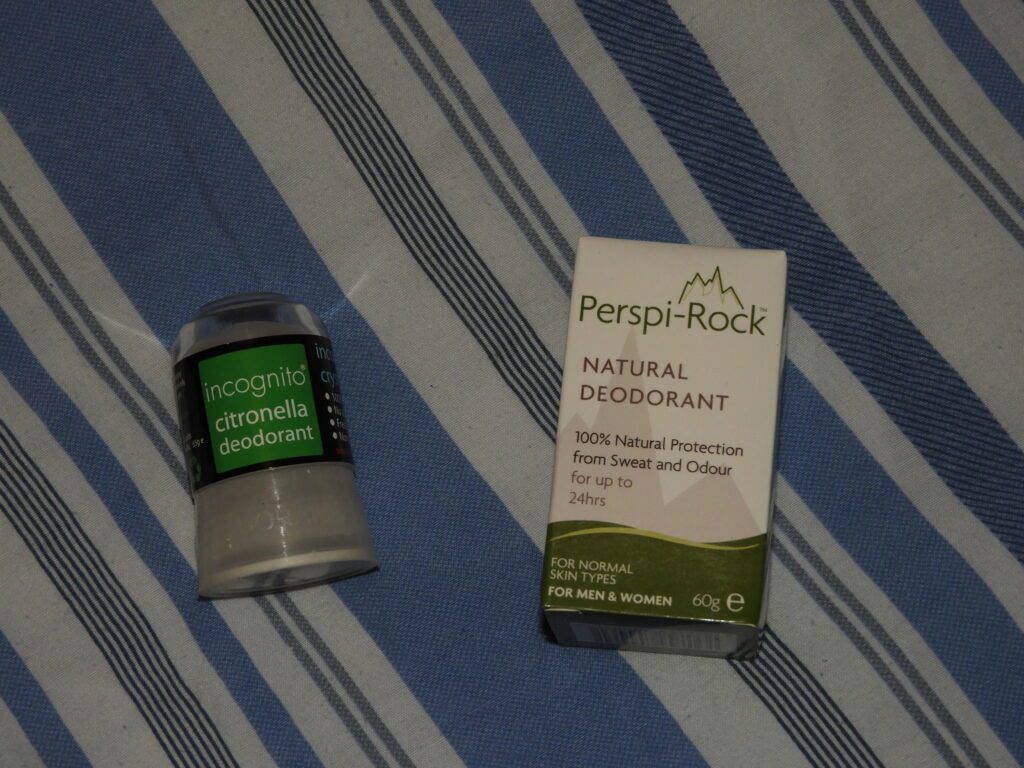 incognito®
citronella
deodorant
Perspi-Rock™
NATURAL
DEODORANT
100% Natural Protection
from Sweat and Odour
for up to
24hrs
FOR NORMAL
SKIN TYPES
FOR MEN & WOMEN
60g e